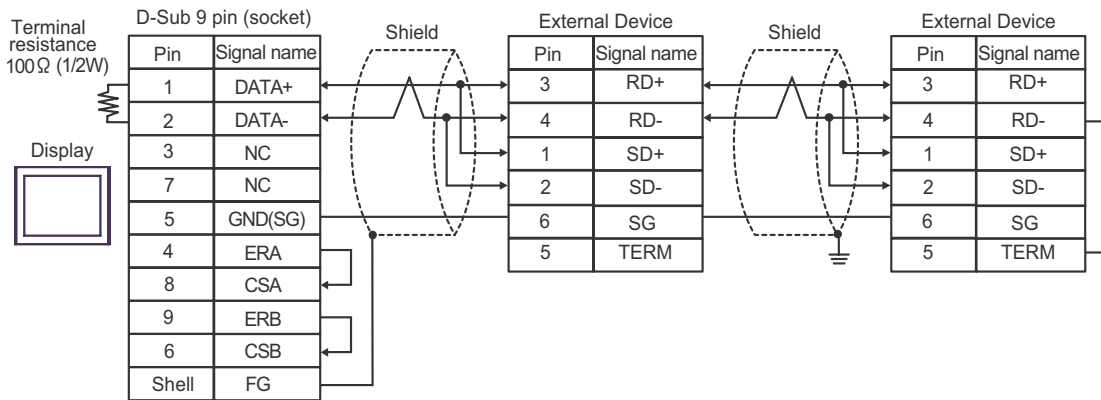 Terminal
resistance
100Ω (1/2W)
Display
D-Sub 9 pin (socket)
Pin Signal name
1 DATA+
2 DATA-
3 NC
7 NC
5 GND(SG)
4 ERA
8 CSA
9 ERB
6 CSB
Shell FG
Shield
External Device
Pin Signal name
3 RD+
4 RD-
1 SD+
2 SD-
6 SG
5 TERM
Shield
External Device
Pin Signal name
3 RD+
4 RD-
1 SD+
2 SD-
6 SG
5 TERM